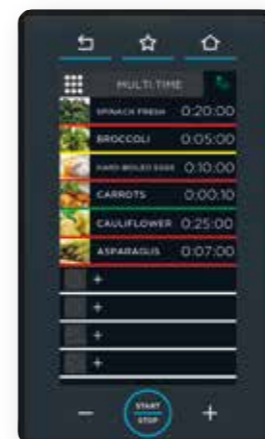 MULTI TIME
SPINACH FRESH 0:20:00
BROCCOLI 0:05:00
HARD-BOILED EGGS 0:10:00
CARROTS 0:00:10
CAULIFLOWER 0:25:00
ASPARAGUS 0:07:00
+
+
+
+
− START +
STOP